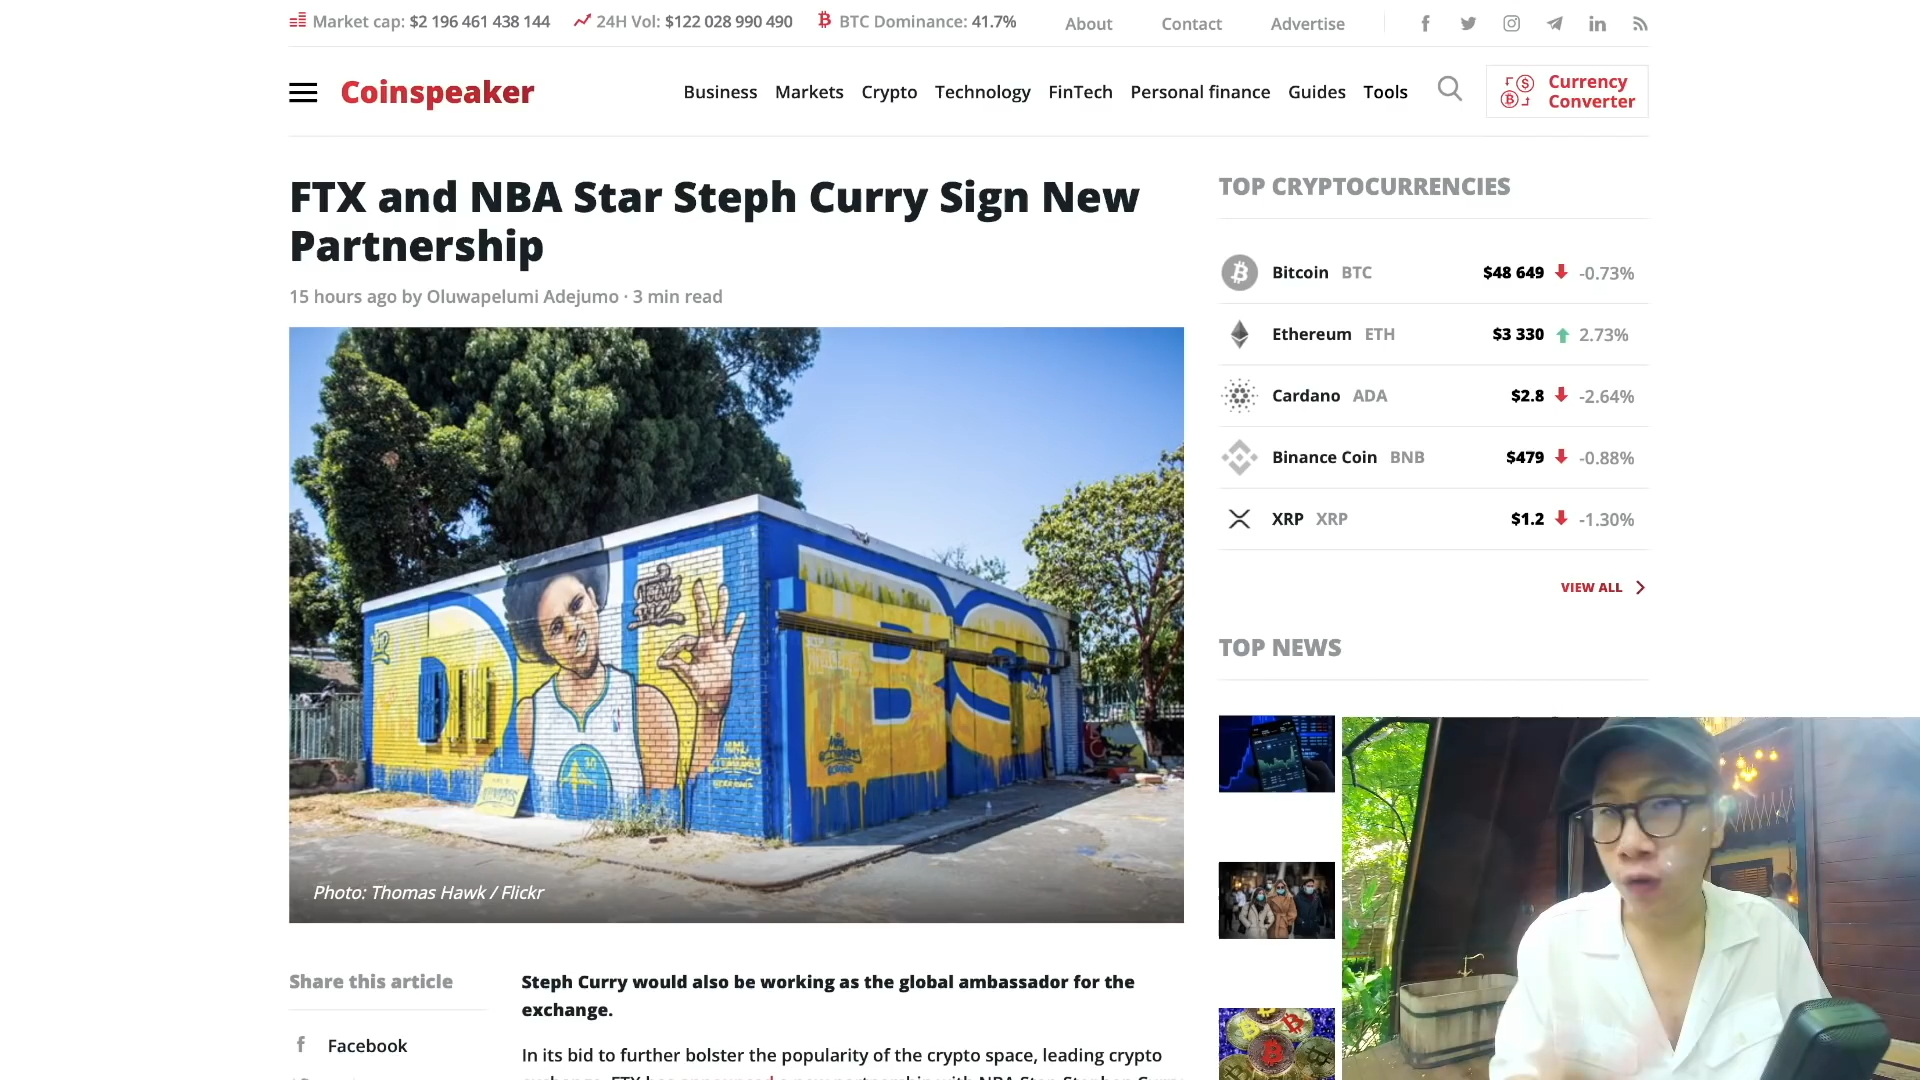 Market cap: $2 196 461 438 144 24H Vol: $122 028 990 490 BTC Dominance: 41.7% About Contact Advertise
Coinspeaker Business Markets Crypto Technology FinTech Personal finance Guides Tools
Currency
Converter
FTX and NBA Star Steph Curry Sign New
Partnership
15 hours ago by Oluwapelumi Adejumo · 3 min read
Photo: Thomas Hawk / Flickr
Share this article
Facebook
Steph Curry would also be working as the global ambassador for the
exchange.
In its bid to further bolster the popularity of the crypto space, leading crypto
TOP CRYPTOCURRENCIES
Bitcoin BTC $48 649 -0.73%
Ethereum ETH $3 330 2.73%
Cardano ADA $2.8 -2.64%
Binance Coin BNB $479 -0.88%
XRP XRP $1.2 -1.30%
VIEW ALL
TOP NEWS